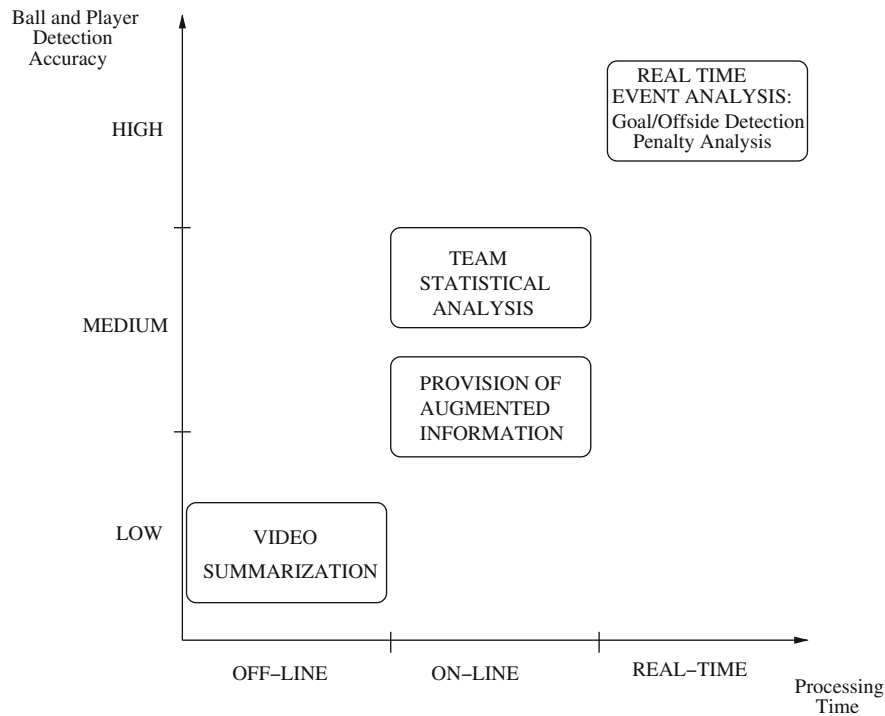 Ball and Player
Detection
Accuracy
HIGH
MEDIUM
LOW
REAL TIME
EVENT ANALYSIS:
Goal/Offside Detection
Penalty Analysis
TEAM
STATISTICAL
ANALYSIS
PROVISION OF
AUGMENTED
INFORMATION
VIDEO
SUMMARIZATION
OFF−LINE
ON−LINE
REAL−TIME
Processing
Time